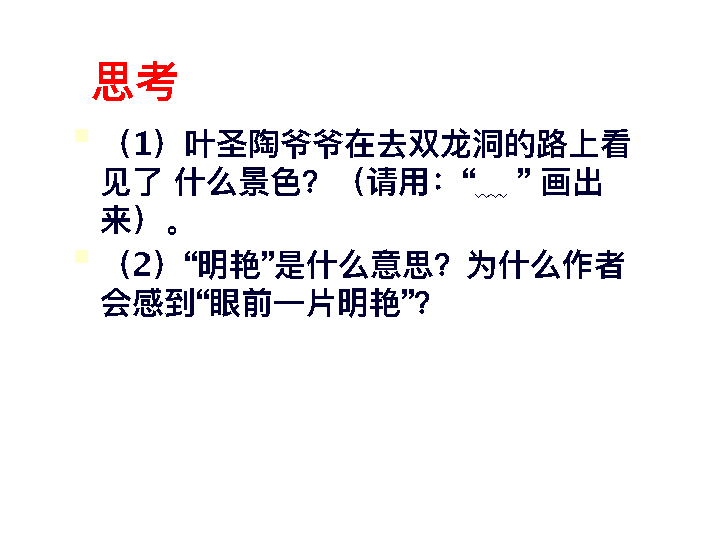 思考
（1）叶圣陶爷爷在去双龙洞的路上看
见了 什么景色？（请用：“﹏ ” 画出
来）。
（2）“明艳”是什么意思？为什么作者
会感到“眼前一片明艳”？